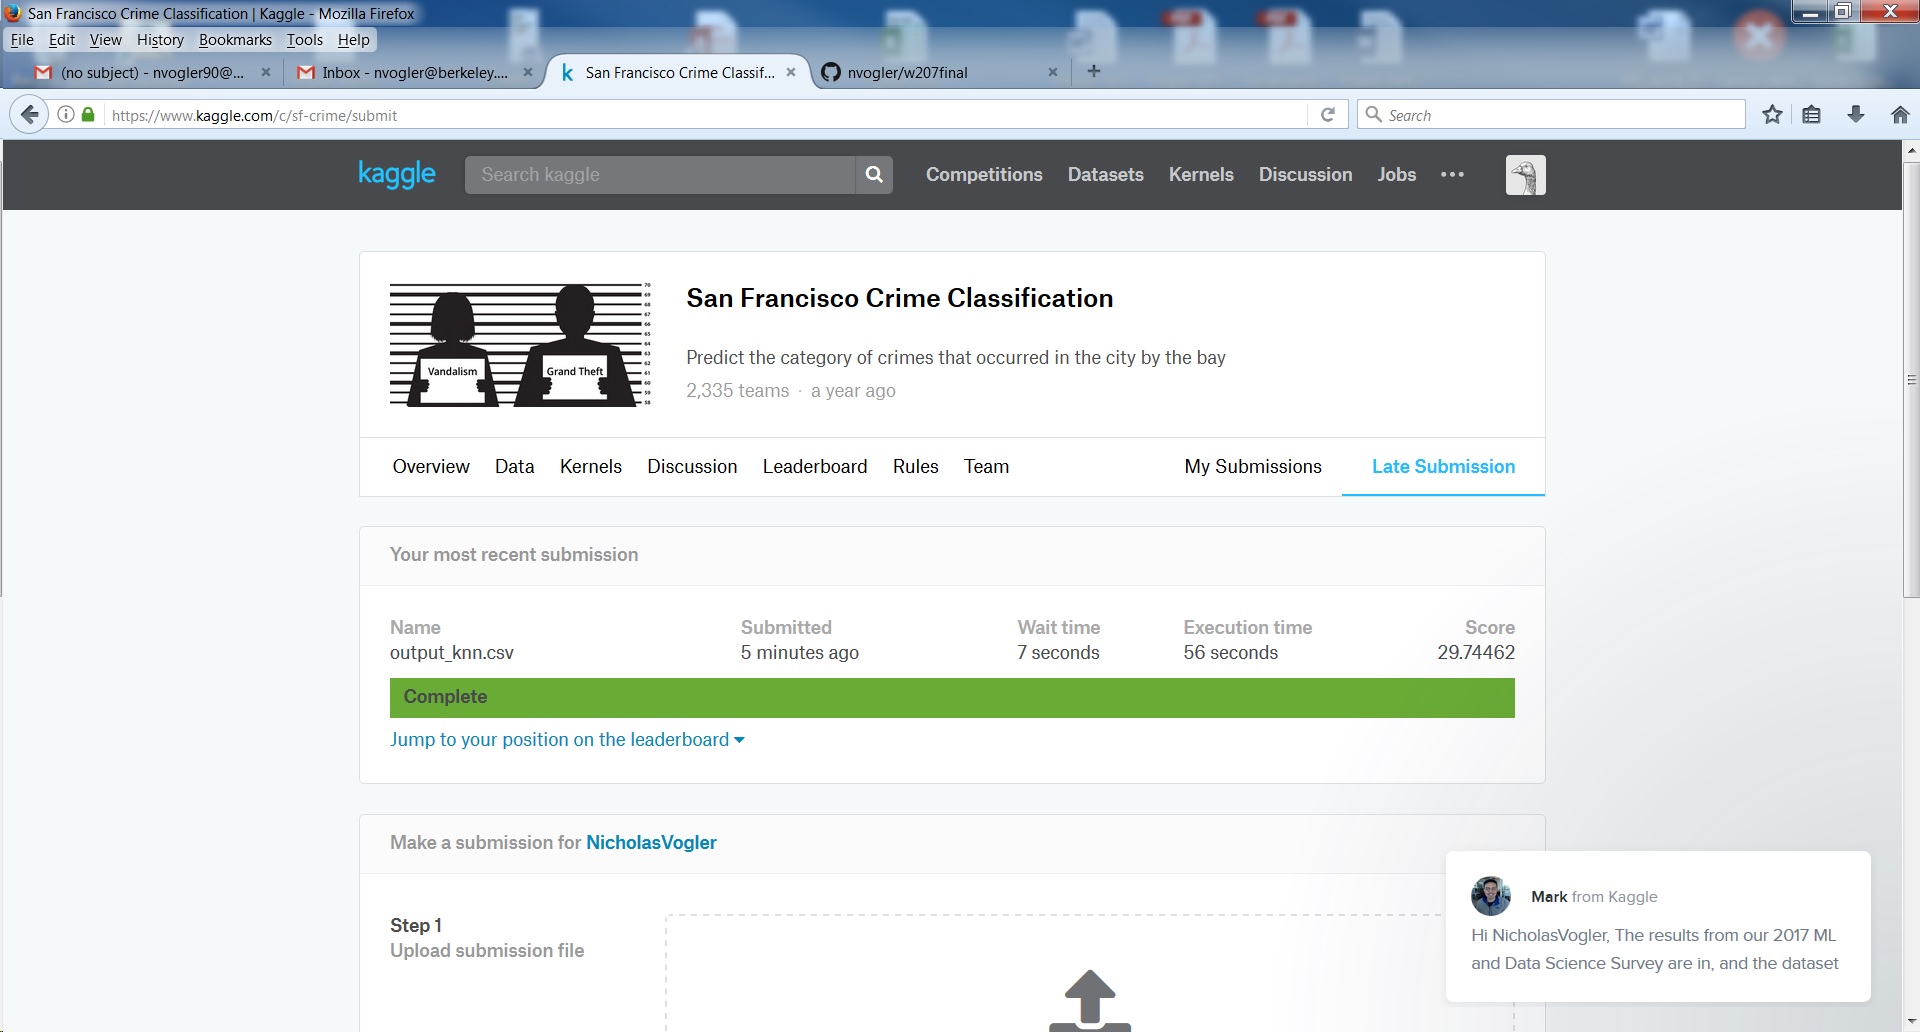 San Francisco Crime Classification | Kaggle - Mozilla Firefox
File Edit View History Bookmarks Tools Help
(no subject) - nvogler90@... Inbox - nvogler@berkeley.... San Francisco Crime Classif... nvogler/w207final
https://www.kaggle.com/c/sf-crime/submit Search
kaggle Search kaggle Competitions Datasets Kernels Discussion Jobs
San Francisco Crime Classification
Vandalism Grand Theft
Predict the category of crimes that occurred in the city by the bay
2,335 teams · a year ago
Overview Data Kernels Discussion Leaderboard Rules Team My Submissions Late Submission
Your most recent submission
Name Submitted Wait time Execution time Score
output_knn.csv 5 minutes ago 7 seconds 56 seconds 29.74462
Complete
Jump to your position on the leaderboard
Make a submission for NicholasVogler
Step 1
Upload submission file
Mark from Kaggle
Hi NicholasVogler, The results from our 2017 ML
and Data Science Survey are in, and the dataset